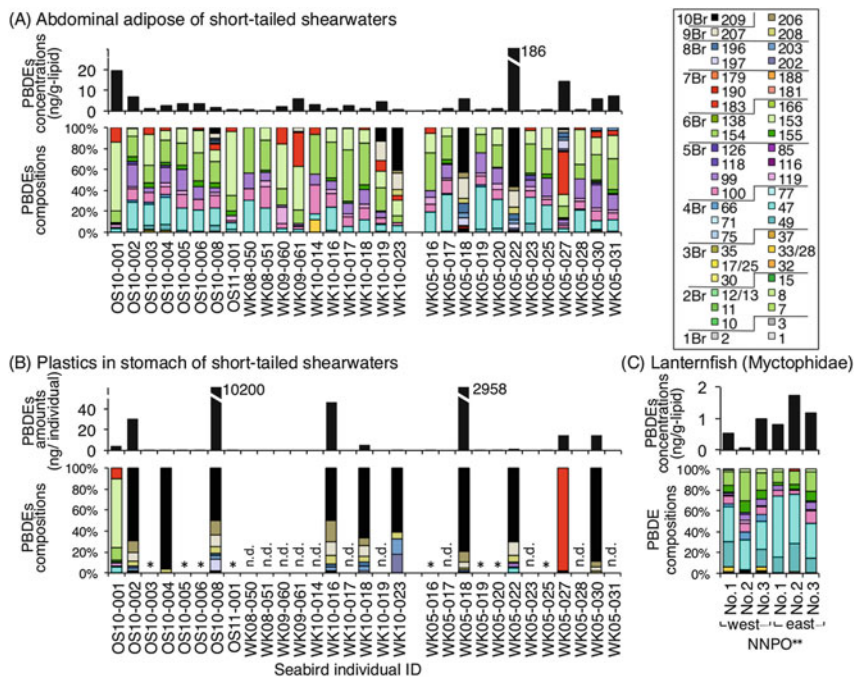 (A) Abdominal adipose of short-tailed shearwaters
PBDEs
concentrations
(ng/g-lipid)
20
10
0
186
PBDEs
compositions
100%
80%
60%
40%
20%
0%
OS10-001
OS10-002
OS10-003
OS10-004
OS10-005
OS10-006
OS10-008
OS11-001
WK08-050
WK08-051
WK09-060
WK09-061
WK10-014
WK10-016
WK10-017
WK10-018
WK10-019
WK10-023
WK05-016
WK05-017
WK05-018
WK05-019
WK05-020
WK05-022
WK05-023
WK05-025
WK05-027
WK05-028
WK05-030
WK05-031
10Br 209 206
9Br 207 208
8Br 196 203
197 202
7Br 179 188
190 181
183 166
6Br 138 153
154 155
5Br 126 85
118 116
99 119
100 77
4Br 66 47
71 49
75 37
3Br 35 33/28
17/25 32
30 15
2Br 12/13 8
11 7
10 3
1Br 2 1
(B) Plastics in stomach of short-tailed shearwaters
PBDEs
amounts
(ng/ individual)
40
20
0
10200
2958
PBDEs
compositions
100%
80%
60%
40%
20%
0%
* * * * n.d. n.d. n.d. n.d. n.d. n.d. n.d. * n.d. * * n.d. * n.d. n.d.
OS10-001
OS10-002
OS10-003
OS10-004
OS10-005
OS10-006
OS10-008
OS11-001
WK08-050
WK08-051
WK09-060
WK09-061
WK10-014
WK10-016
WK10-017
WK10-018
WK10-019
WK10-023
WK05-016
WK05-017
WK05-018
WK05-019
WK05-020
WK05-022
WK05-023
WK05-025
WK05-027
WK05-028
WK05-030
WK05-031
Seabird individual ID
(C) Lanternfish (Myctophidae)
PBDEs
concentrations
(ng/g-lipid)
2
1
0
PBDE
compositions
100%
80%
60%
40%
20%
0%
No.1
No.2
No.3
No.1
No.2
No.3
west east
NNPO**